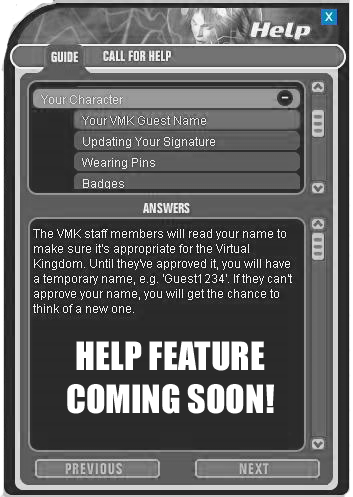 Help
X
GUIDE
CALL FOR HELP
Your Character
Your VMK Guest Name
Updating Your Signature
Wearing Pins
Badges
ANSWERS
The VMK staff members will read your name to
make sure it's appropriate for the Virtual
Kingdom. Until they've approved it, you will have
a temporary name, e.g. 'Guest1234'. If they can't
approve your name, you will get the chance to
think of a new one.
HELP FEATURE
COMING SOON!
PREVIOUS
NEXT